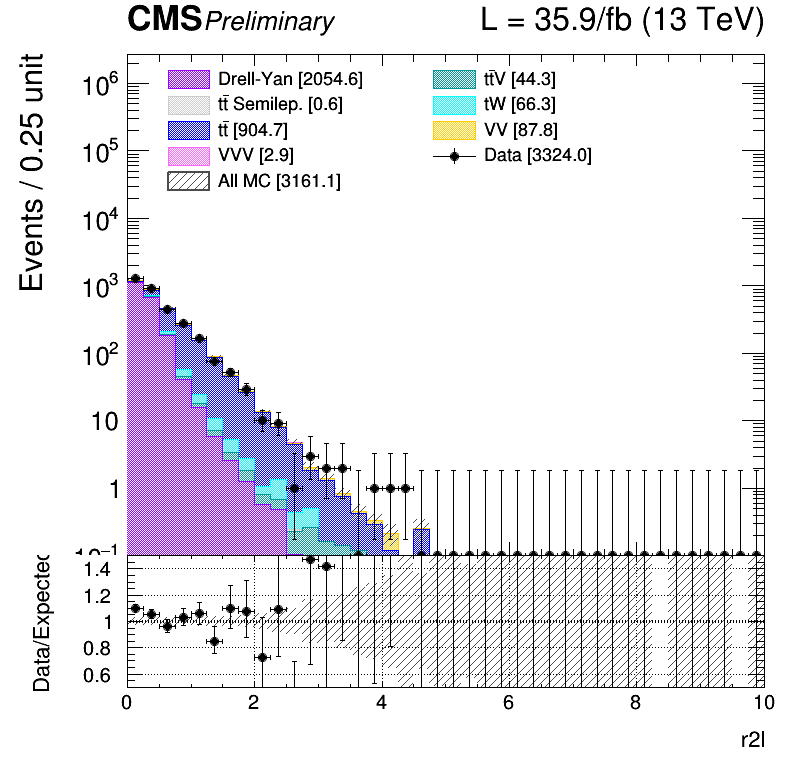 CMS Preliminary L = 35.9/fb (13 TeV)
Events / 0.25 unit
Drell-Yan [2054.6]
tt̄ Semilep. [0.6]
tt̄ [904.7]
VVV [2.9]
All MC [3161.1]
tt̄V [44.3]
tW [66.3]
VV [87.8]
Data [3324.0]
10⁶
10⁵
10⁴
10³
10²
10
1
10⁻¹
Data/Expected
1.4
1.2
1
0.8
0.6
0 2 4 6 8 10
r2l